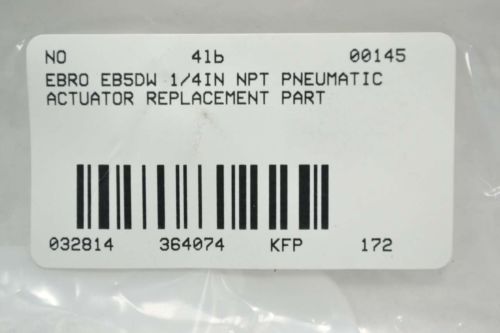 NO 4lb 00145
EBRO EB5DW 1/4IN NPT PNEUMATIC
ACTUATOR REPLACEMENT PART
032814 364074 KFP 172